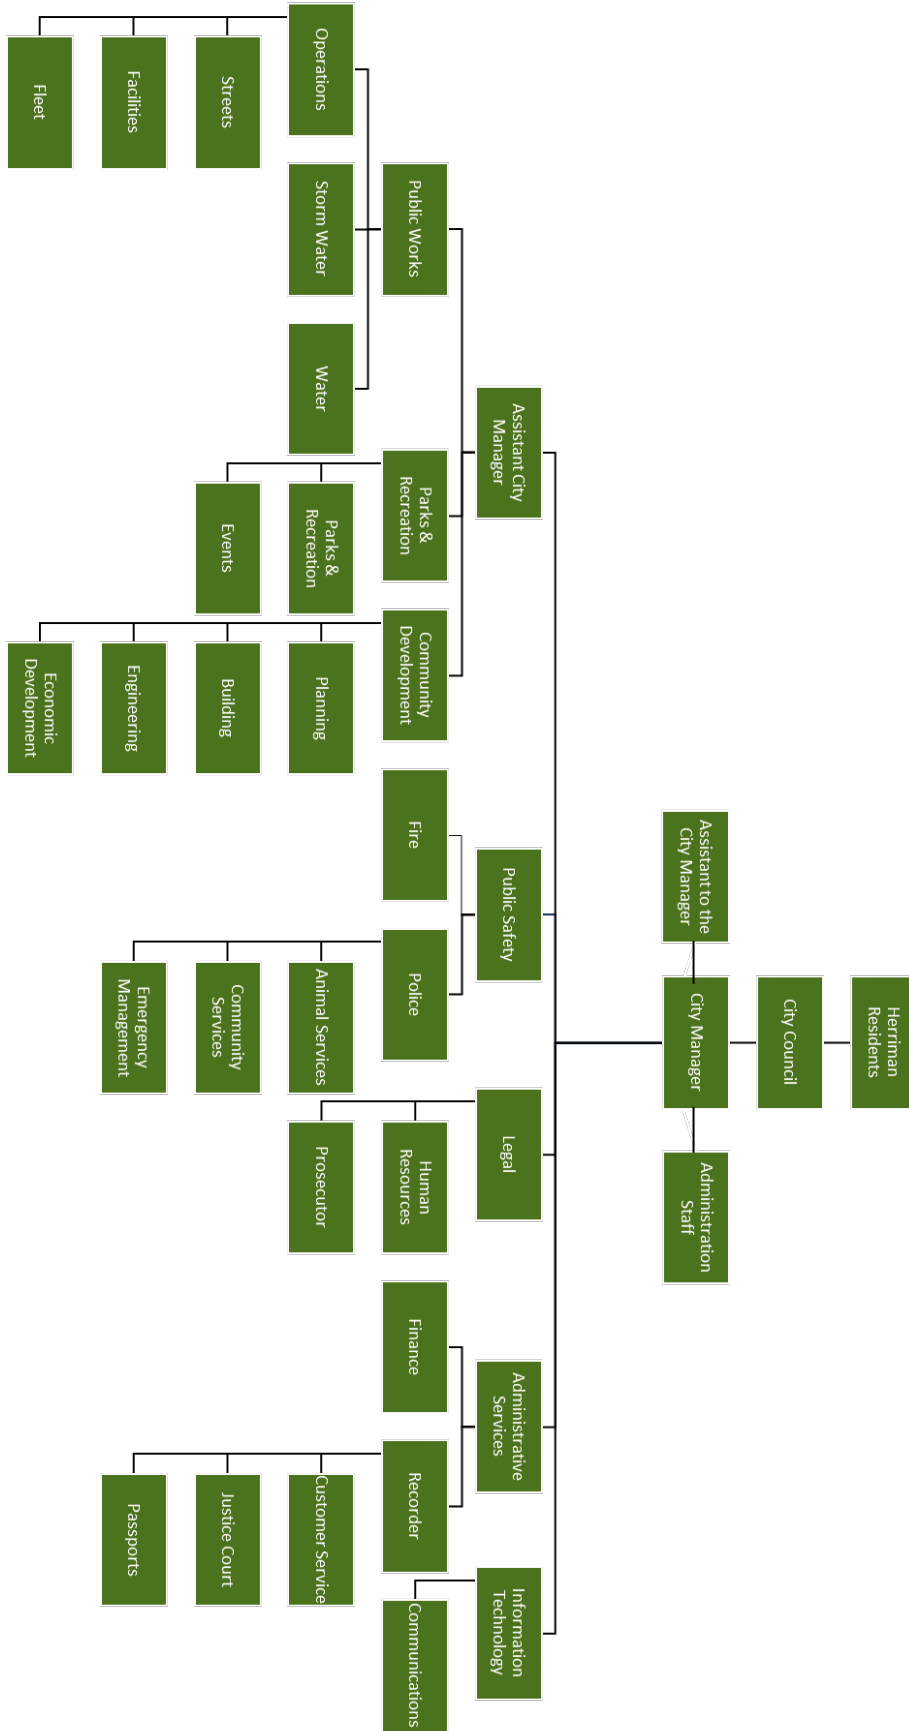 Herriman
Residents
City Council
Assistant to the
City Manager
City Manager
Administration
Staff
Assistant City
Manager
Public Safety
Legal
Administrative
Services
Information
Technology
Public Works
Parks &
Recreation
Community
Development
Fire
Police
Human
Resources
Finance
Recorder
Communications
Operations
Storm Water
Water
Parks &
Recreation
Planning
Animal Services
Prosecutor
Customer Service
Streets
Events
Building
Community
Services
Justice Court
Facilities
Engineering
Emergency
Management
Passports
Fleet
Economic
Development